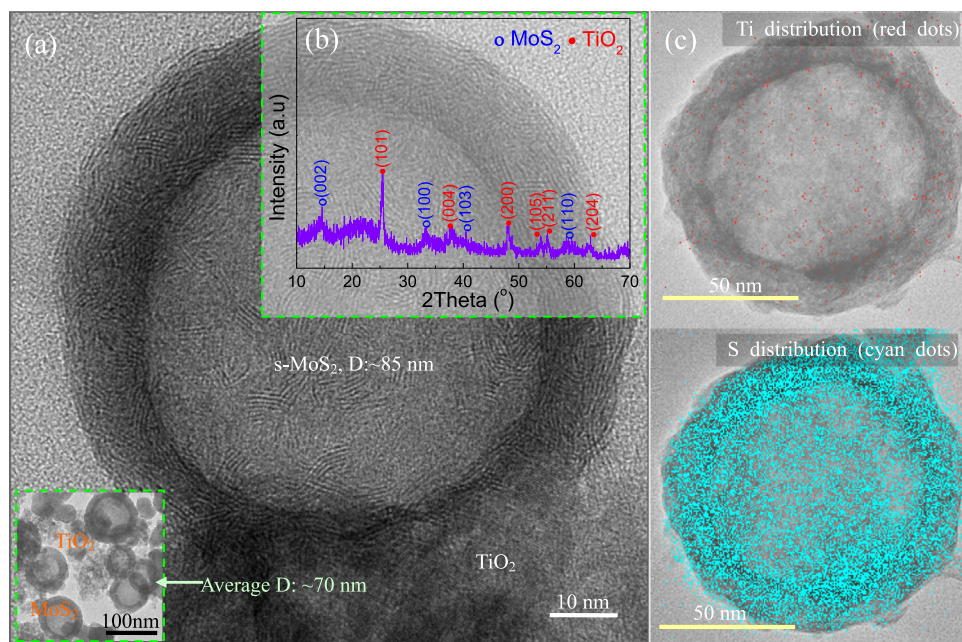 (a)
s-MoS₂, D:~85 nm
TiO₂
10 nm
TiO₂
MoS₂
100nm
Average D: ~70 nm
(b)
o MoS₂ • TiO₂
Intensity (a.u)
(002)
(101)
(100)
(004)
(103)
(200)
(105)
(211)
(110)
(204)
10 20 30 40 50 60 70
2Theta (°)
(c)
Ti distribution (red dots)
50 nm
S distribution (cyan dots)
50 nm